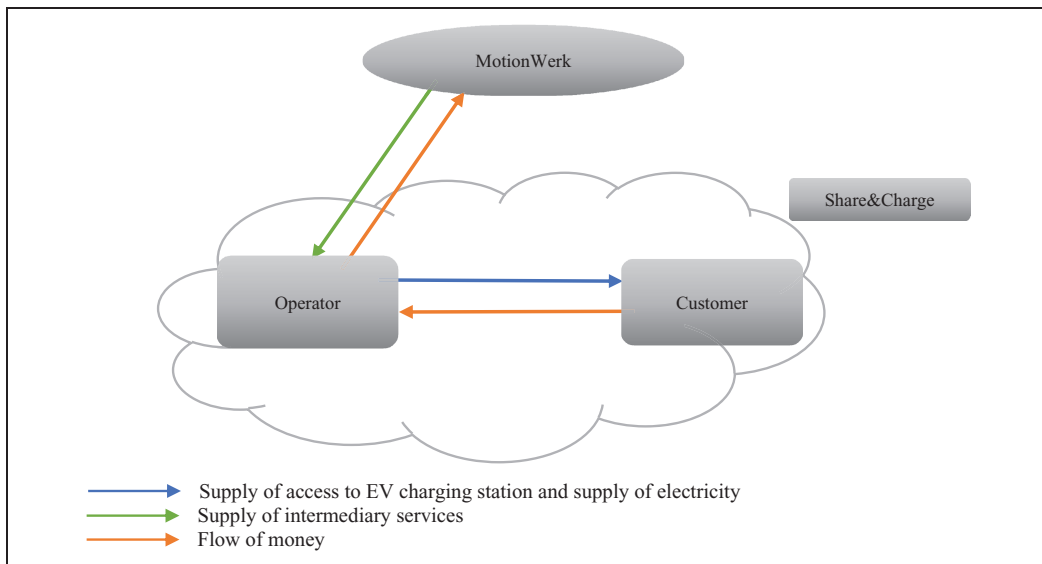 MotionWerk
Share&Charge
Operator
Customer
Supply of access to EV charging station and supply of electricity
Supply of intermediary services
Flow of money